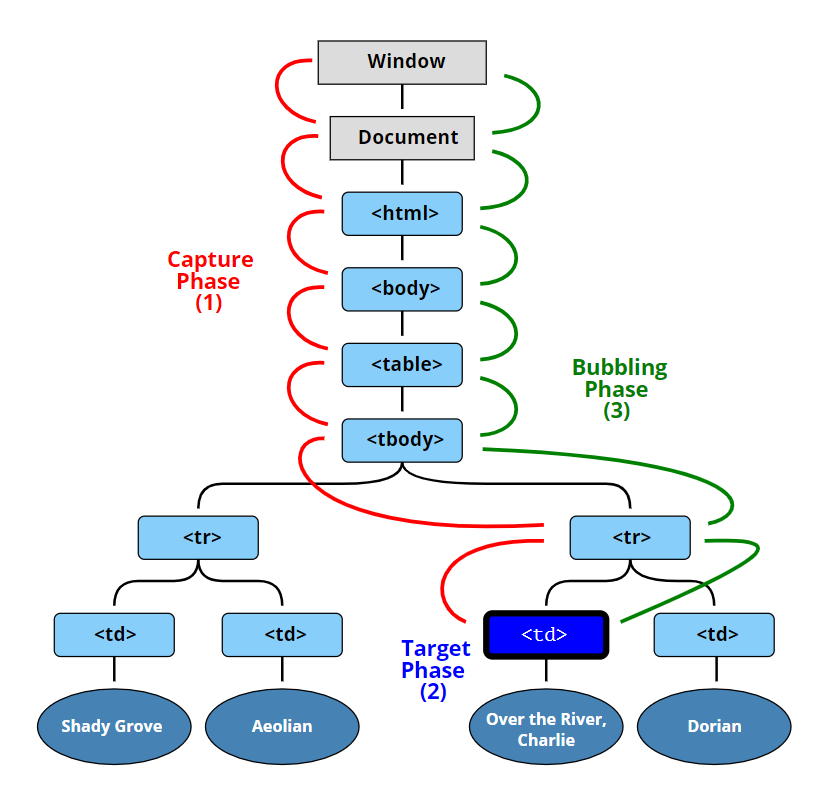 Window
Document
<html>
Capture
Phase
(1)
<body>
<table>
Bubbling
Phase
(3)
<tbody>
<tr>
<tr>
<td>
<td>
<td>
<td>
Target
Phase
(2)
Shady Grove
Aeolian
Over the River,
Charlie
Dorian